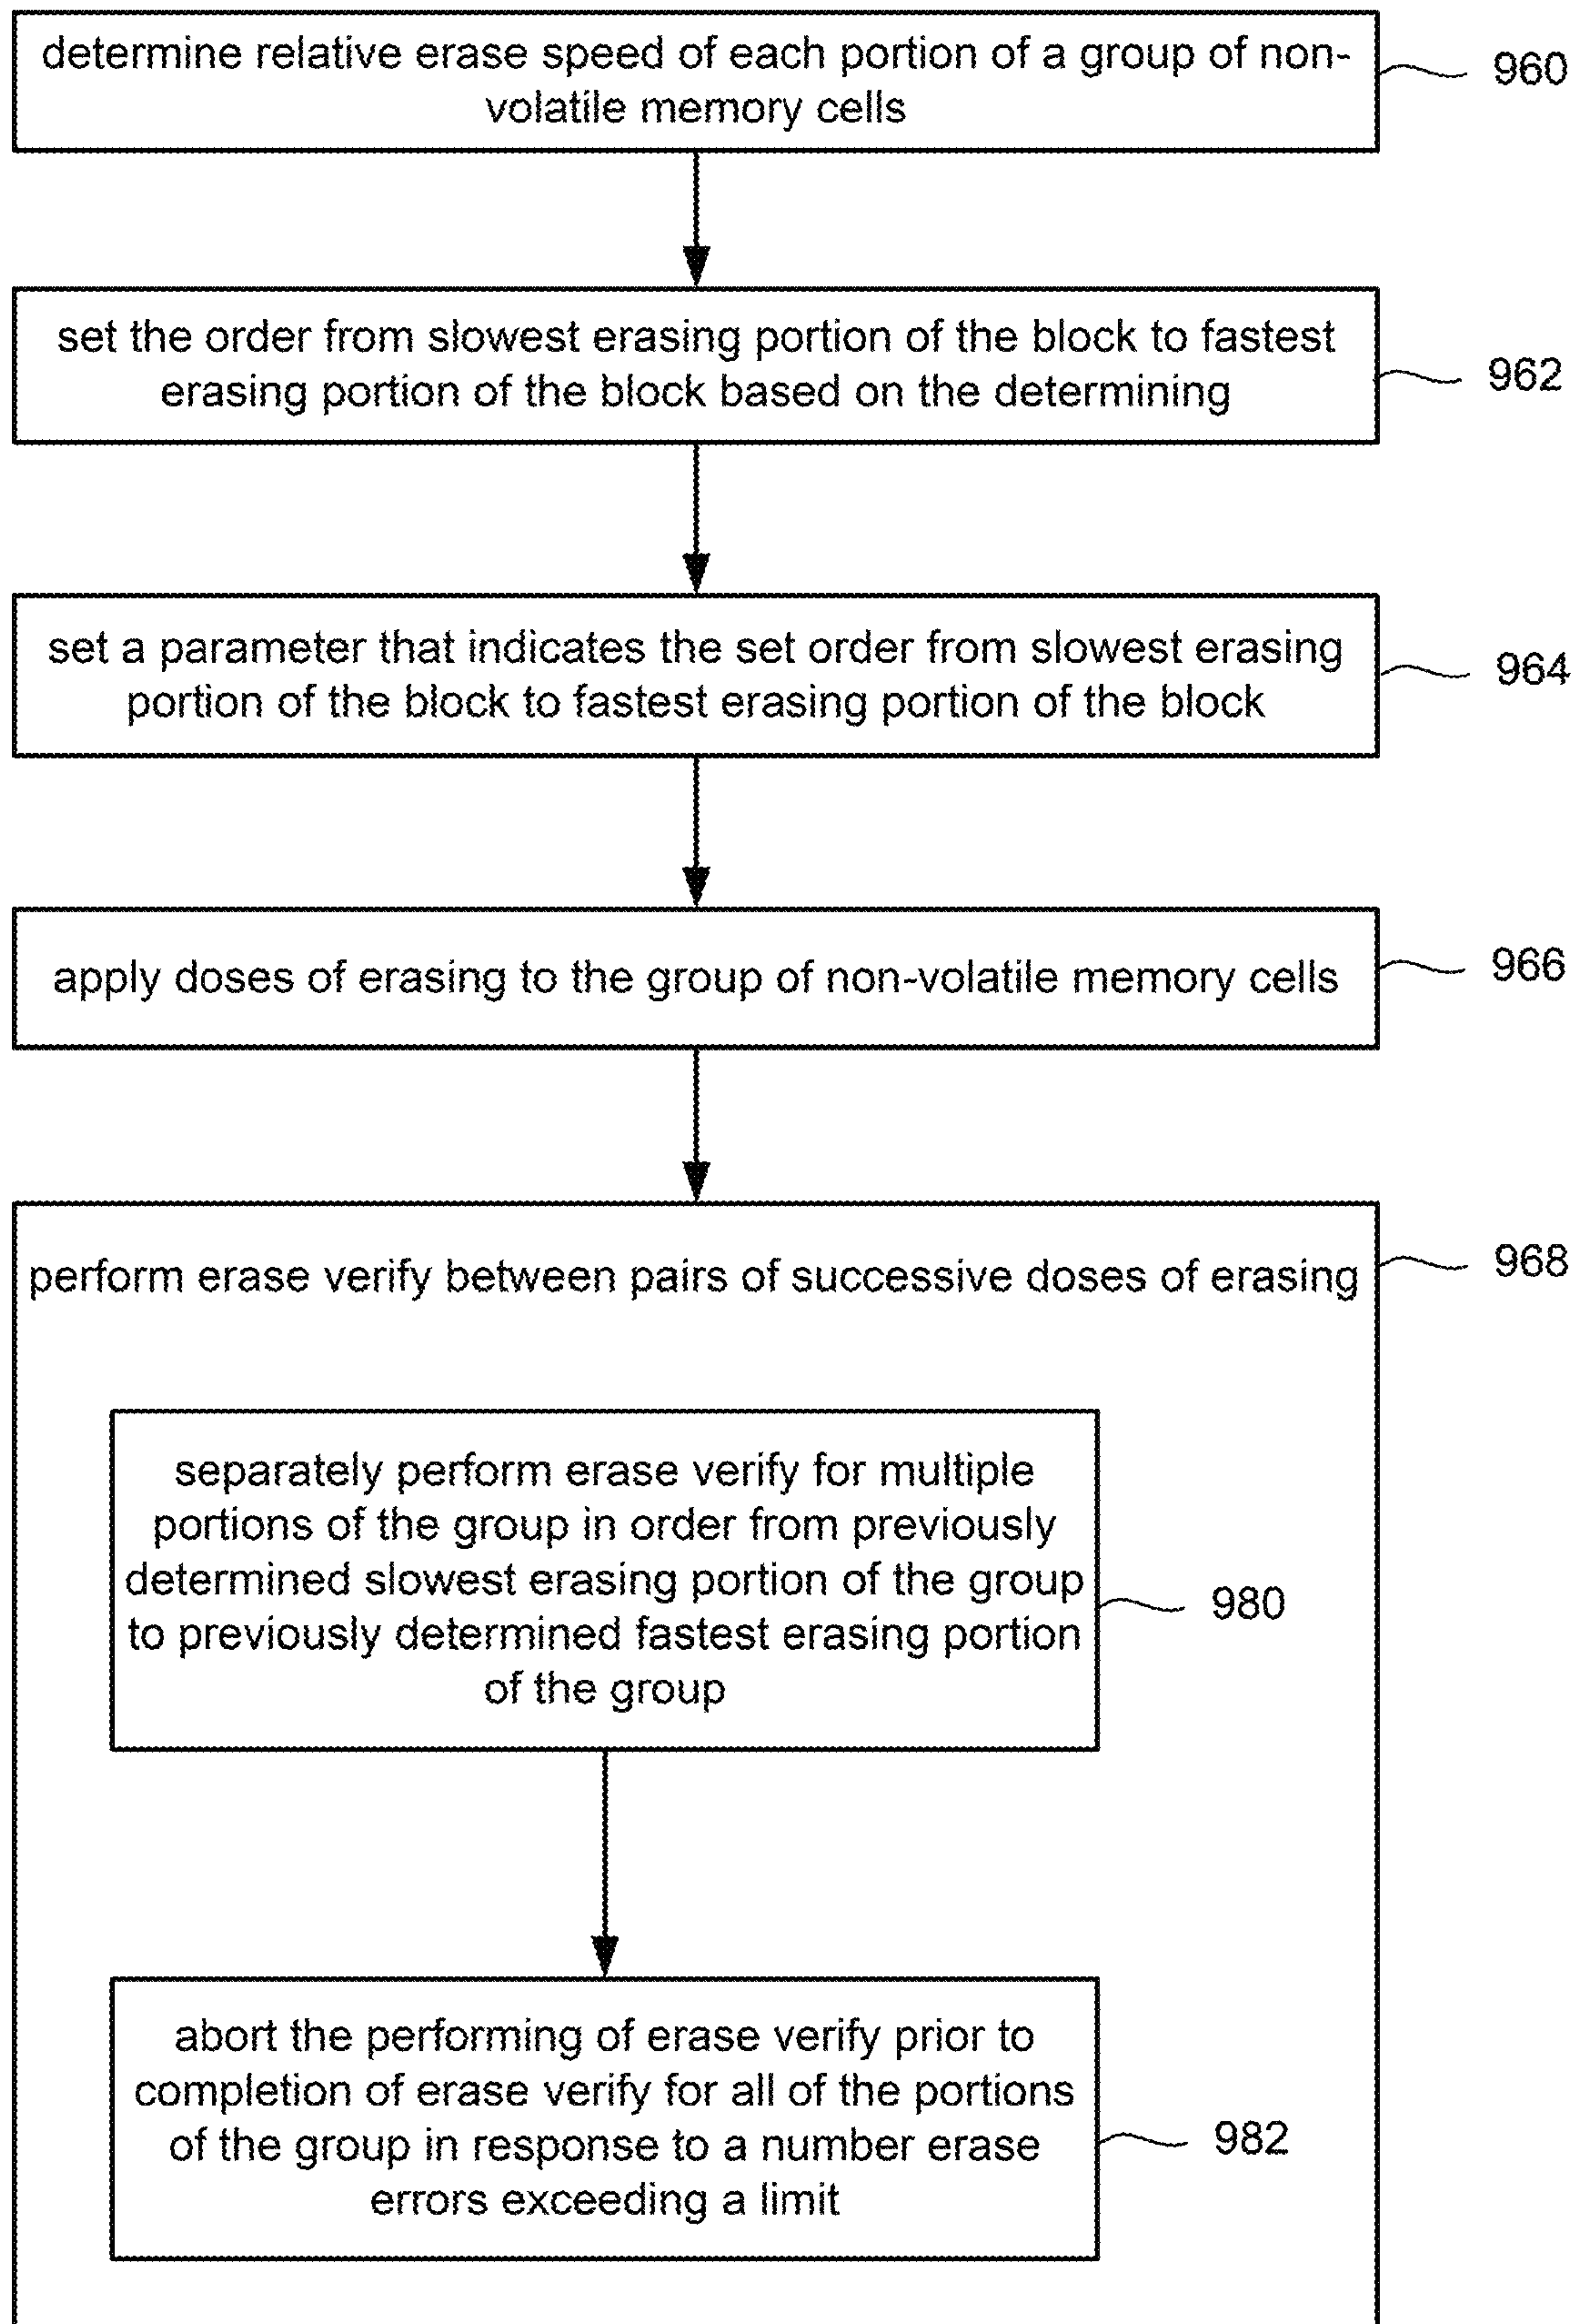 determine relative erase speed of each portion of a group of non-
volatile memory cells
960
set the order from slowest erasing portion of the block to fastest
erasing portion of the block based on the determining
962
set a parameter that indicates the set order from slowest erasing
portion of the block to fastest erasing portion of the block
964
apply doses of erasing to the group of non-volatile memory cells
966
perform erase verify between pairs of successive doses of erasing
968
separately perform erase verify for multiple
portions of the group in order from previously
determined slowest erasing portion of the group
to previously determined fastest erasing portion
of the group
980
abort the performing of erase verify prior to
completion of erase verify for all of the portions
of the group in response to a number erase
errors exceeding a limit
982